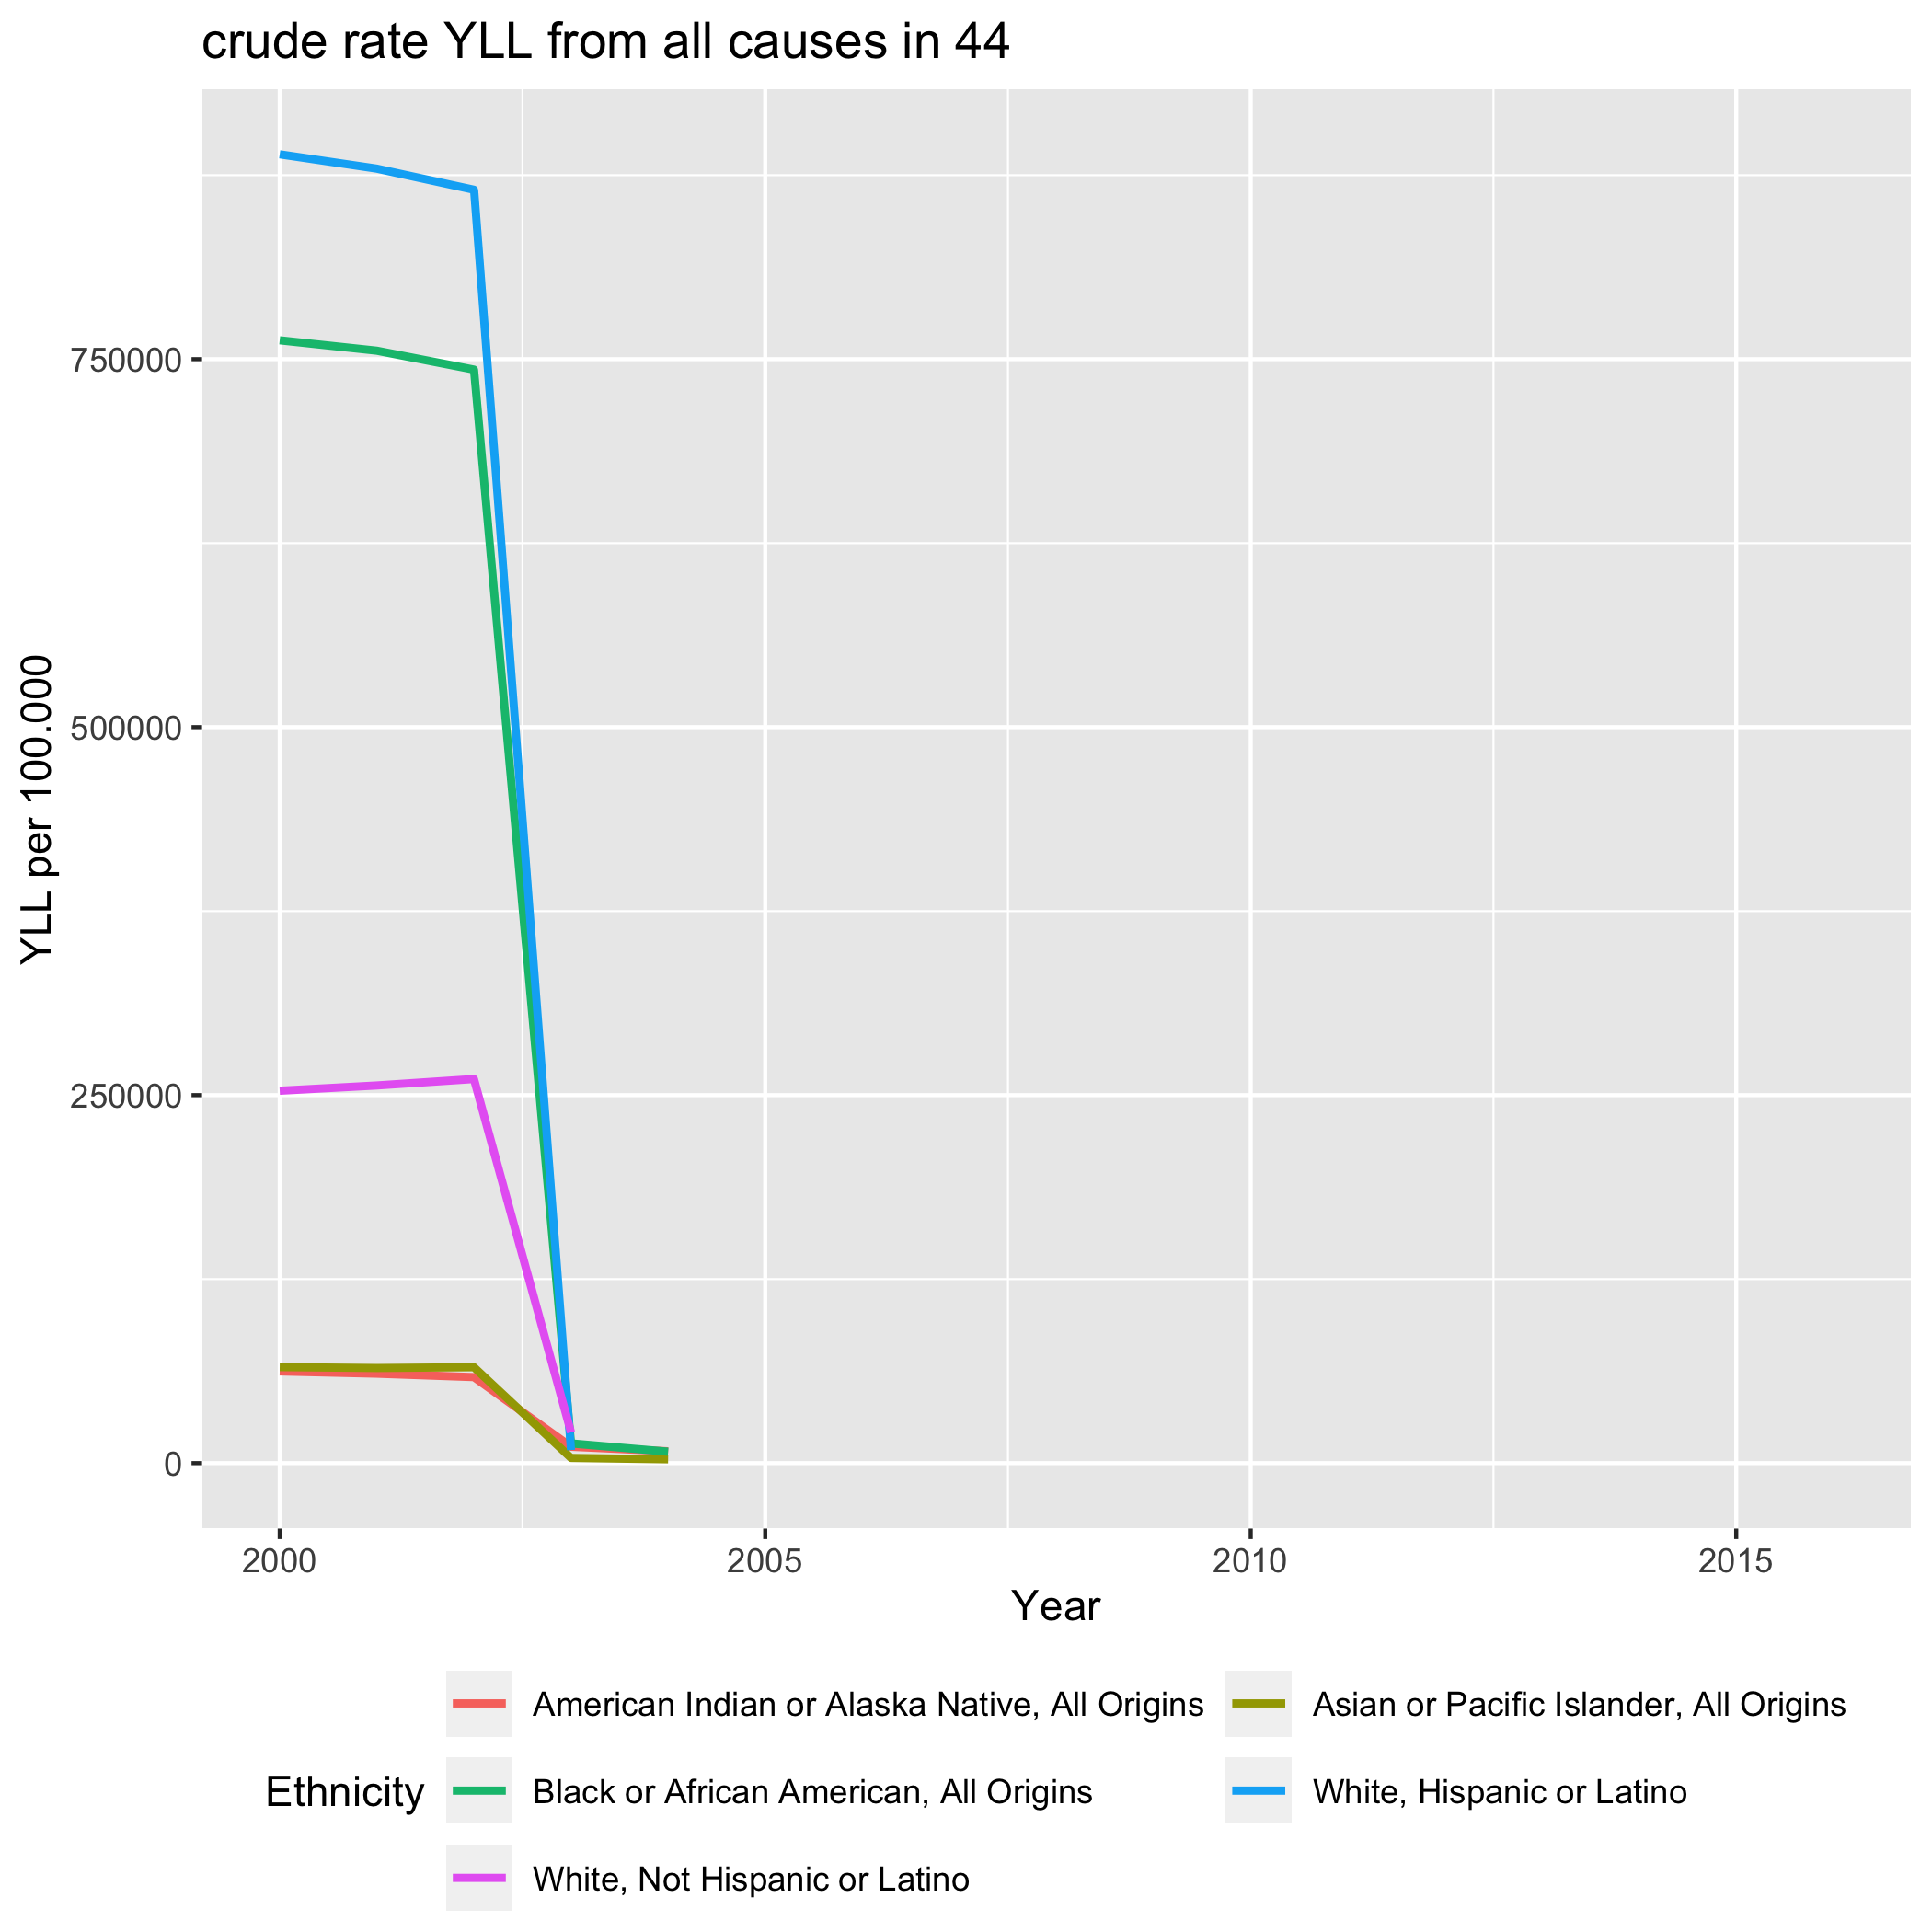 crude rate YLL from all causes in 44
YLL per 100.000
750000
500000
250000
0
2000 2005 2010 2015
Year
Ethnicity
American Indian or Alaska Native, All Origins
Asian or Pacific Islander, All Origins
Black or African American, All Origins
White, Hispanic or Latino
White, Not Hispanic or Latino